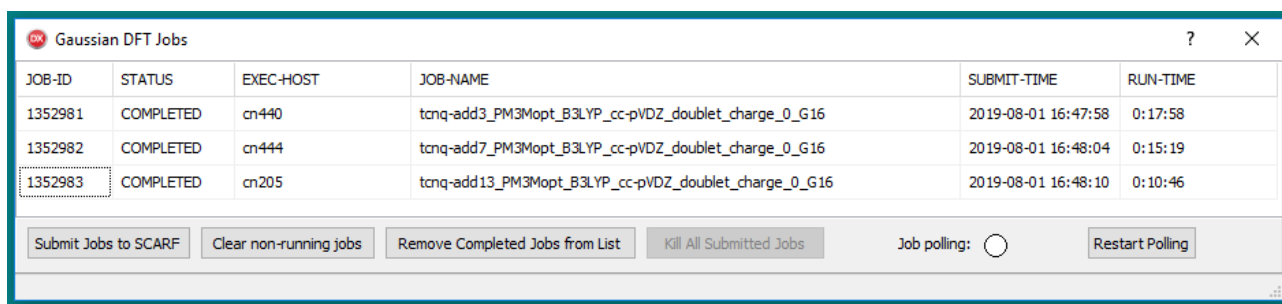 DX Gaussian DFT Jobs ? ×
JOB-ID STATUS EXEC-HOST JOB-NAME SUBMIT-TIME RUN-TIME
1352981 COMPLETED cn440 tcnq-add3_PM3Mopt_B3LYP_cc-pVDZ_doublet_charge_0_G16 2019-08-01 16:47:58 0:17:58
1352982 COMPLETED cn444 tcnq-add7_PM3Mopt_B3LYP_cc-pVDZ_doublet_charge_0_G16 2019-08-01 16:48:04 0:15:19
1352983 COMPLETED cn205 tcnq-add13_PM3Mopt_B3LYP_cc-pVDZ_doublet_charge_0_G16 2019-08-01 16:48:10 0:10:46
Submit Jobs to SCARF Clear non-running jobs Remove Completed Jobs from List Kill All Submitted Jobs Job polling: Restart Polling